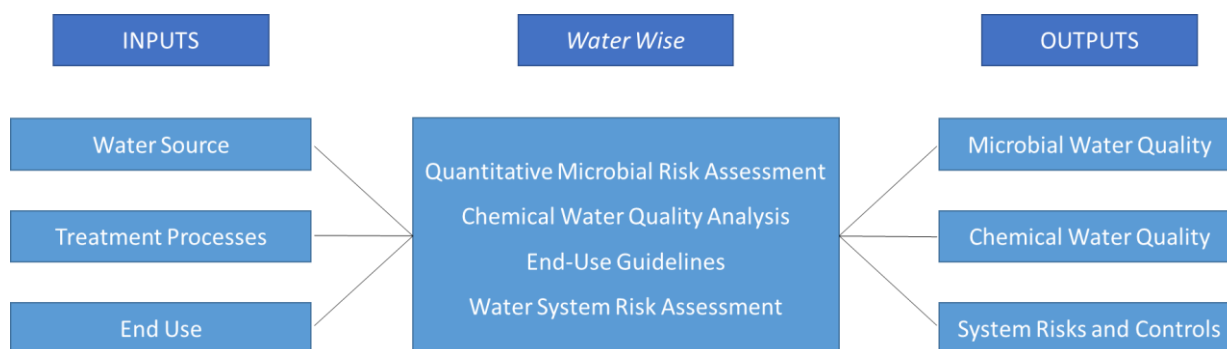 INPUTS
Water Wise
OUTPUTS
Water Source
Treatment Processes
End Use
Quantitative Microbial Risk Assessment
Chemical Water Quality Analysis
End-Use Guidelines
Water System Risk Assessment
Microbial Water Quality
Chemical Water Quality
System Risks and Controls